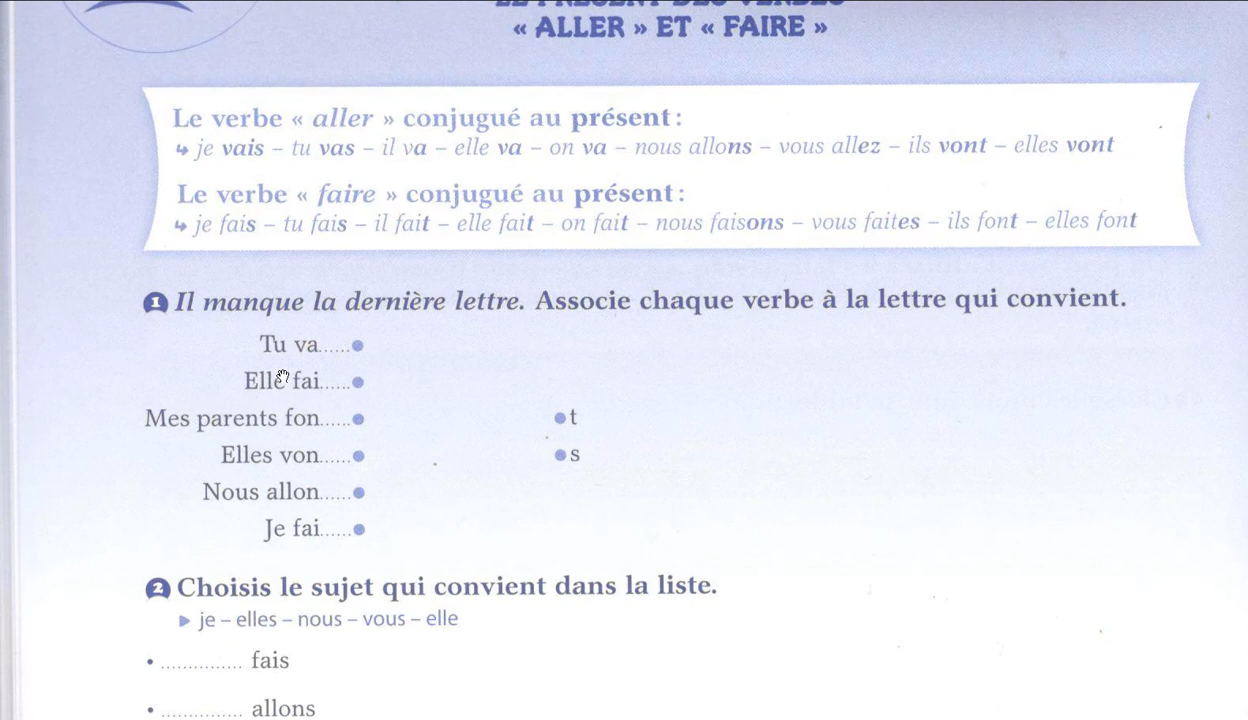 « ALLER » ET « FAIRE »
Le verbe « aller » conjugué au présent :
↳ je vais – tu vas – il va – elle va – on va – nous allons – vous allez – ils vont – elles vont
Le verbe « faire » conjugué au présent :
↳ je fais – tu fais – il fait – elle fait – on fait – nous faisons – vous faites – ils font – elles font
1 Il manque la dernière lettre. Associe chaque verbe à la lettre qui convient.
Tu va......
Elle fai......
Mes parents fon...... t
Elles von...... s
Nous allon......
Je fai......
2 Choisis le sujet qui convient dans la liste.
▶ je – elles – nous – vous – elle
• ............... fais
• ............... allons